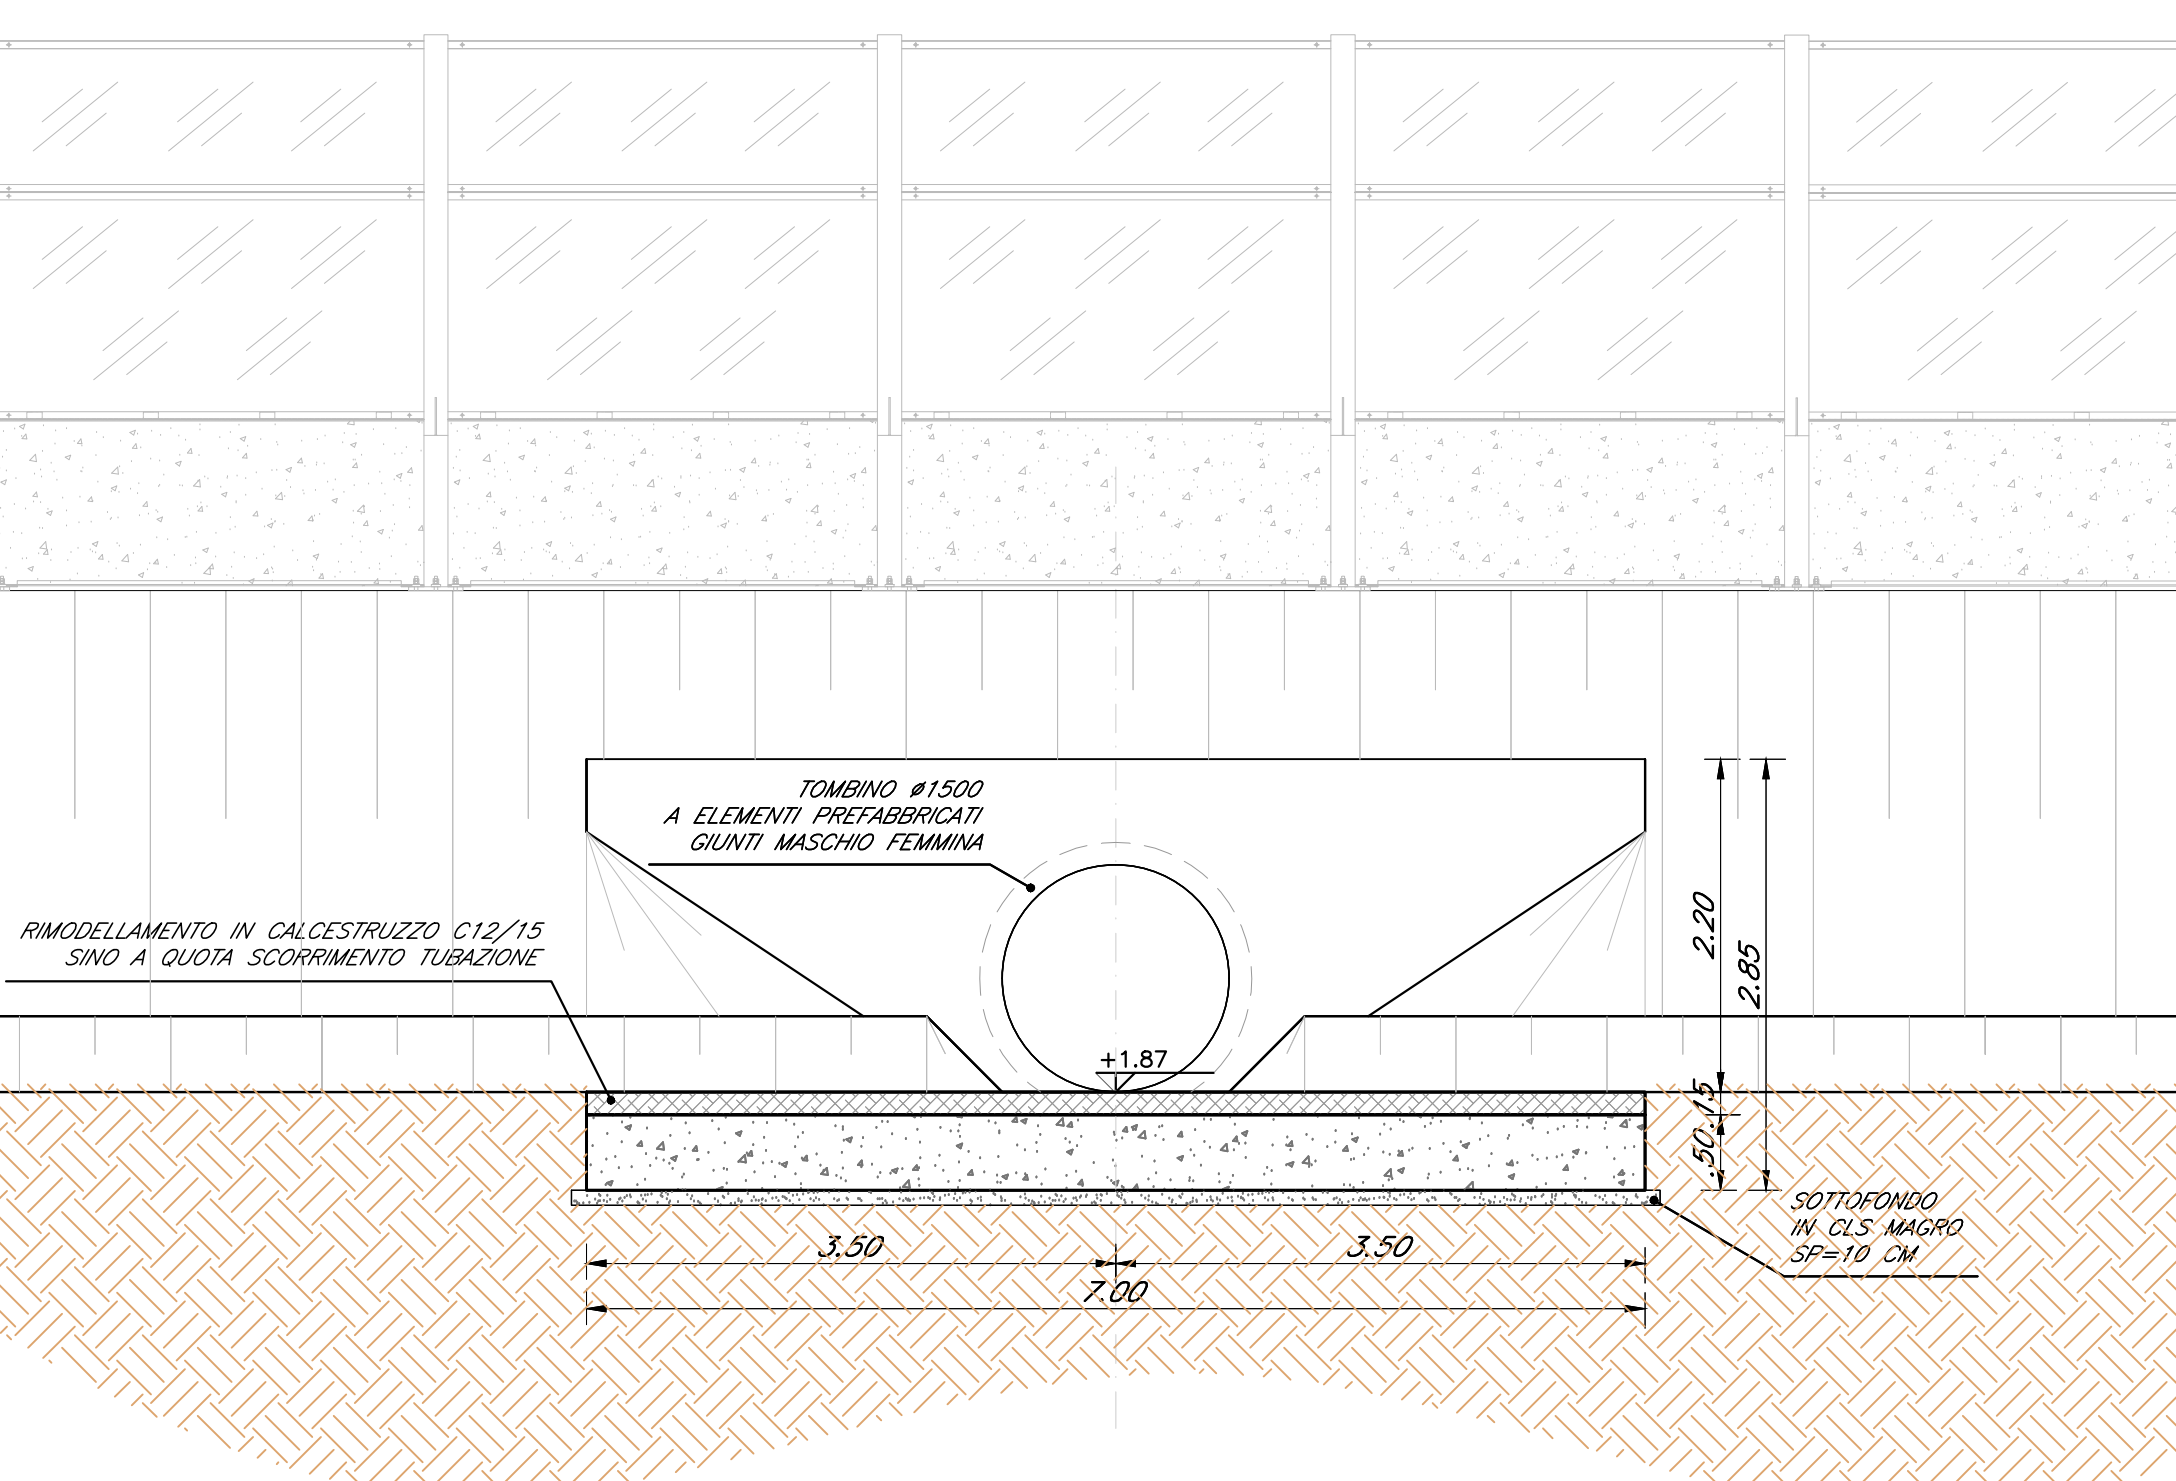 TOMBINO ø1500
A ELEMENTI PREFABBRICATI
GIUNTI MASCHIO FEMMINA
RIMODELLAMENTO IN CALCESTRUZZO C12/15
SINO A QUOTA SCORRIMENTO TUBAZIONE
+1.87
2.20
2.85
.15
.50
SOTTOFONDO
IN CLS MAGRO
SP=10 CM
3.50
3.50
7.00